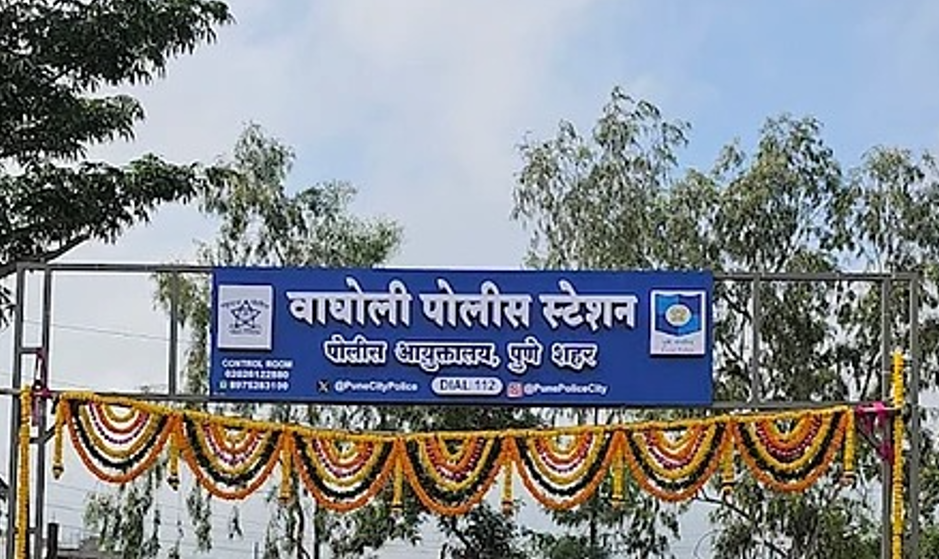 वाघोली पोलीस स्टेशन
पोलीस आयुक्तालय, पुणे शहर
CONTROL ROOM
02026122880
8975283100
@PuneCityPolice DIAL 112 @PunePoliceCity